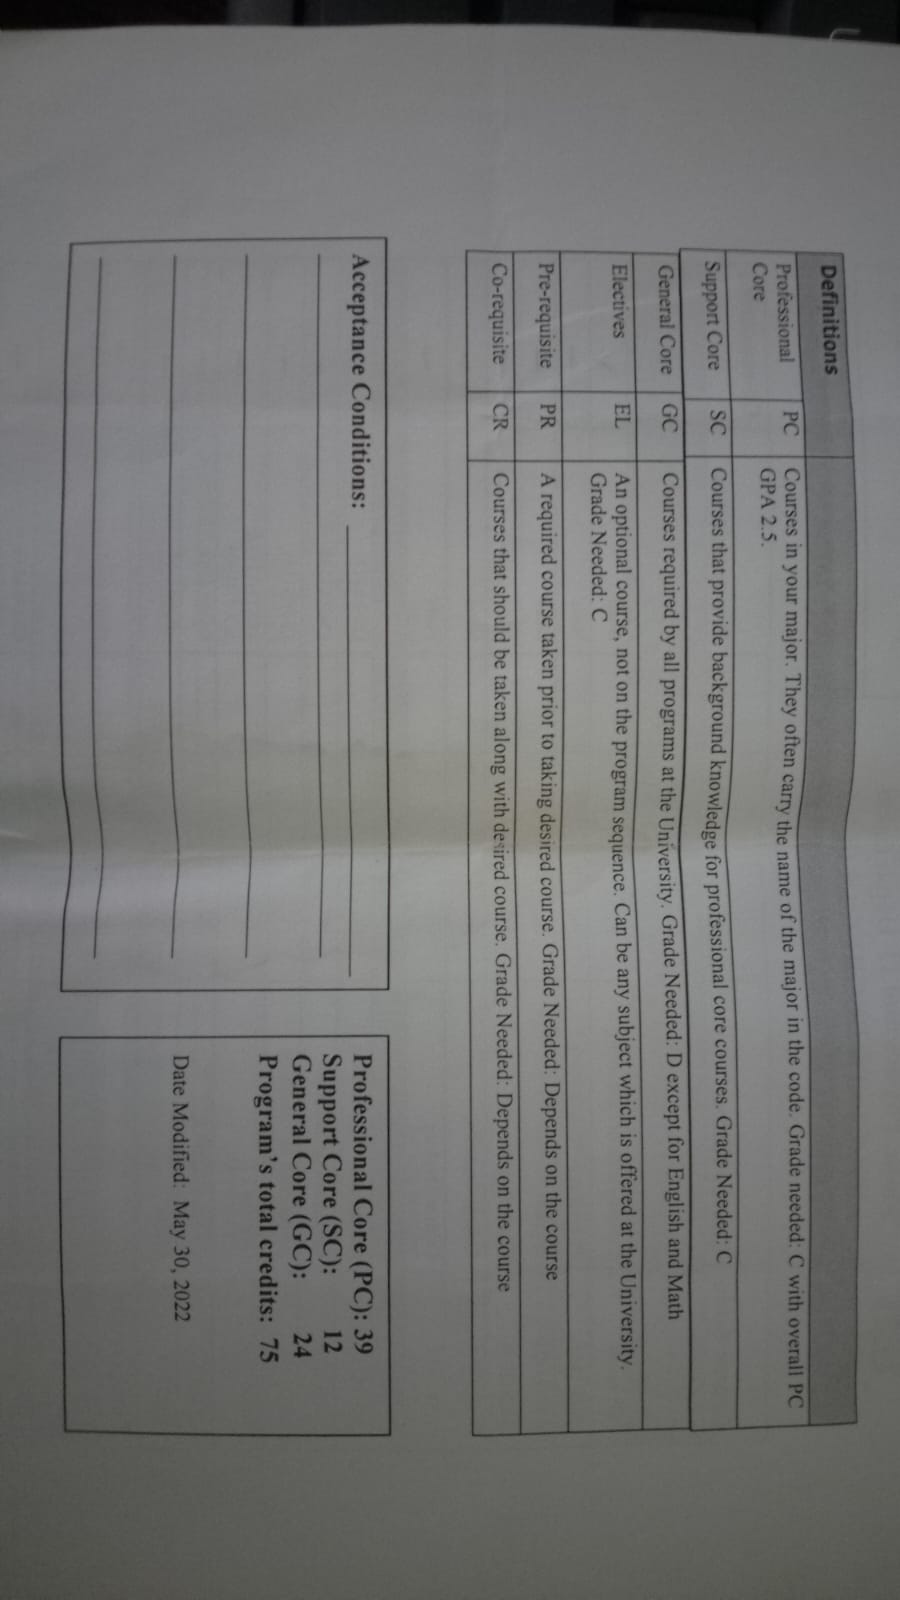 Definitions
Professional PC Courses in your major. They often carry the name of the major in the code. Grade needed: C with overall PC
Core GPA 2.5.
Support Core SC Courses that provide background knowledge for professional core courses. Grade Needed: C
General Core GC Courses required by all programs at the University. Grade Needed: D except for English and Math
Electives EL An optional course, not on the program sequence. Can be any subject which is offered at the University.
Grade Needed: C
Pre-requisite PR A required course taken prior to taking desired course. Grade Needed: Depends on the course
Co-requisite CR Courses that should be taken along with desired course. Grade Needed: Depends on the course
Acceptance Conditions:
Professional Core (PC): 39
Support Core (SC): 12
General Core (GC): 24
Program's total credits: 75
Date Modified: May 30, 2022